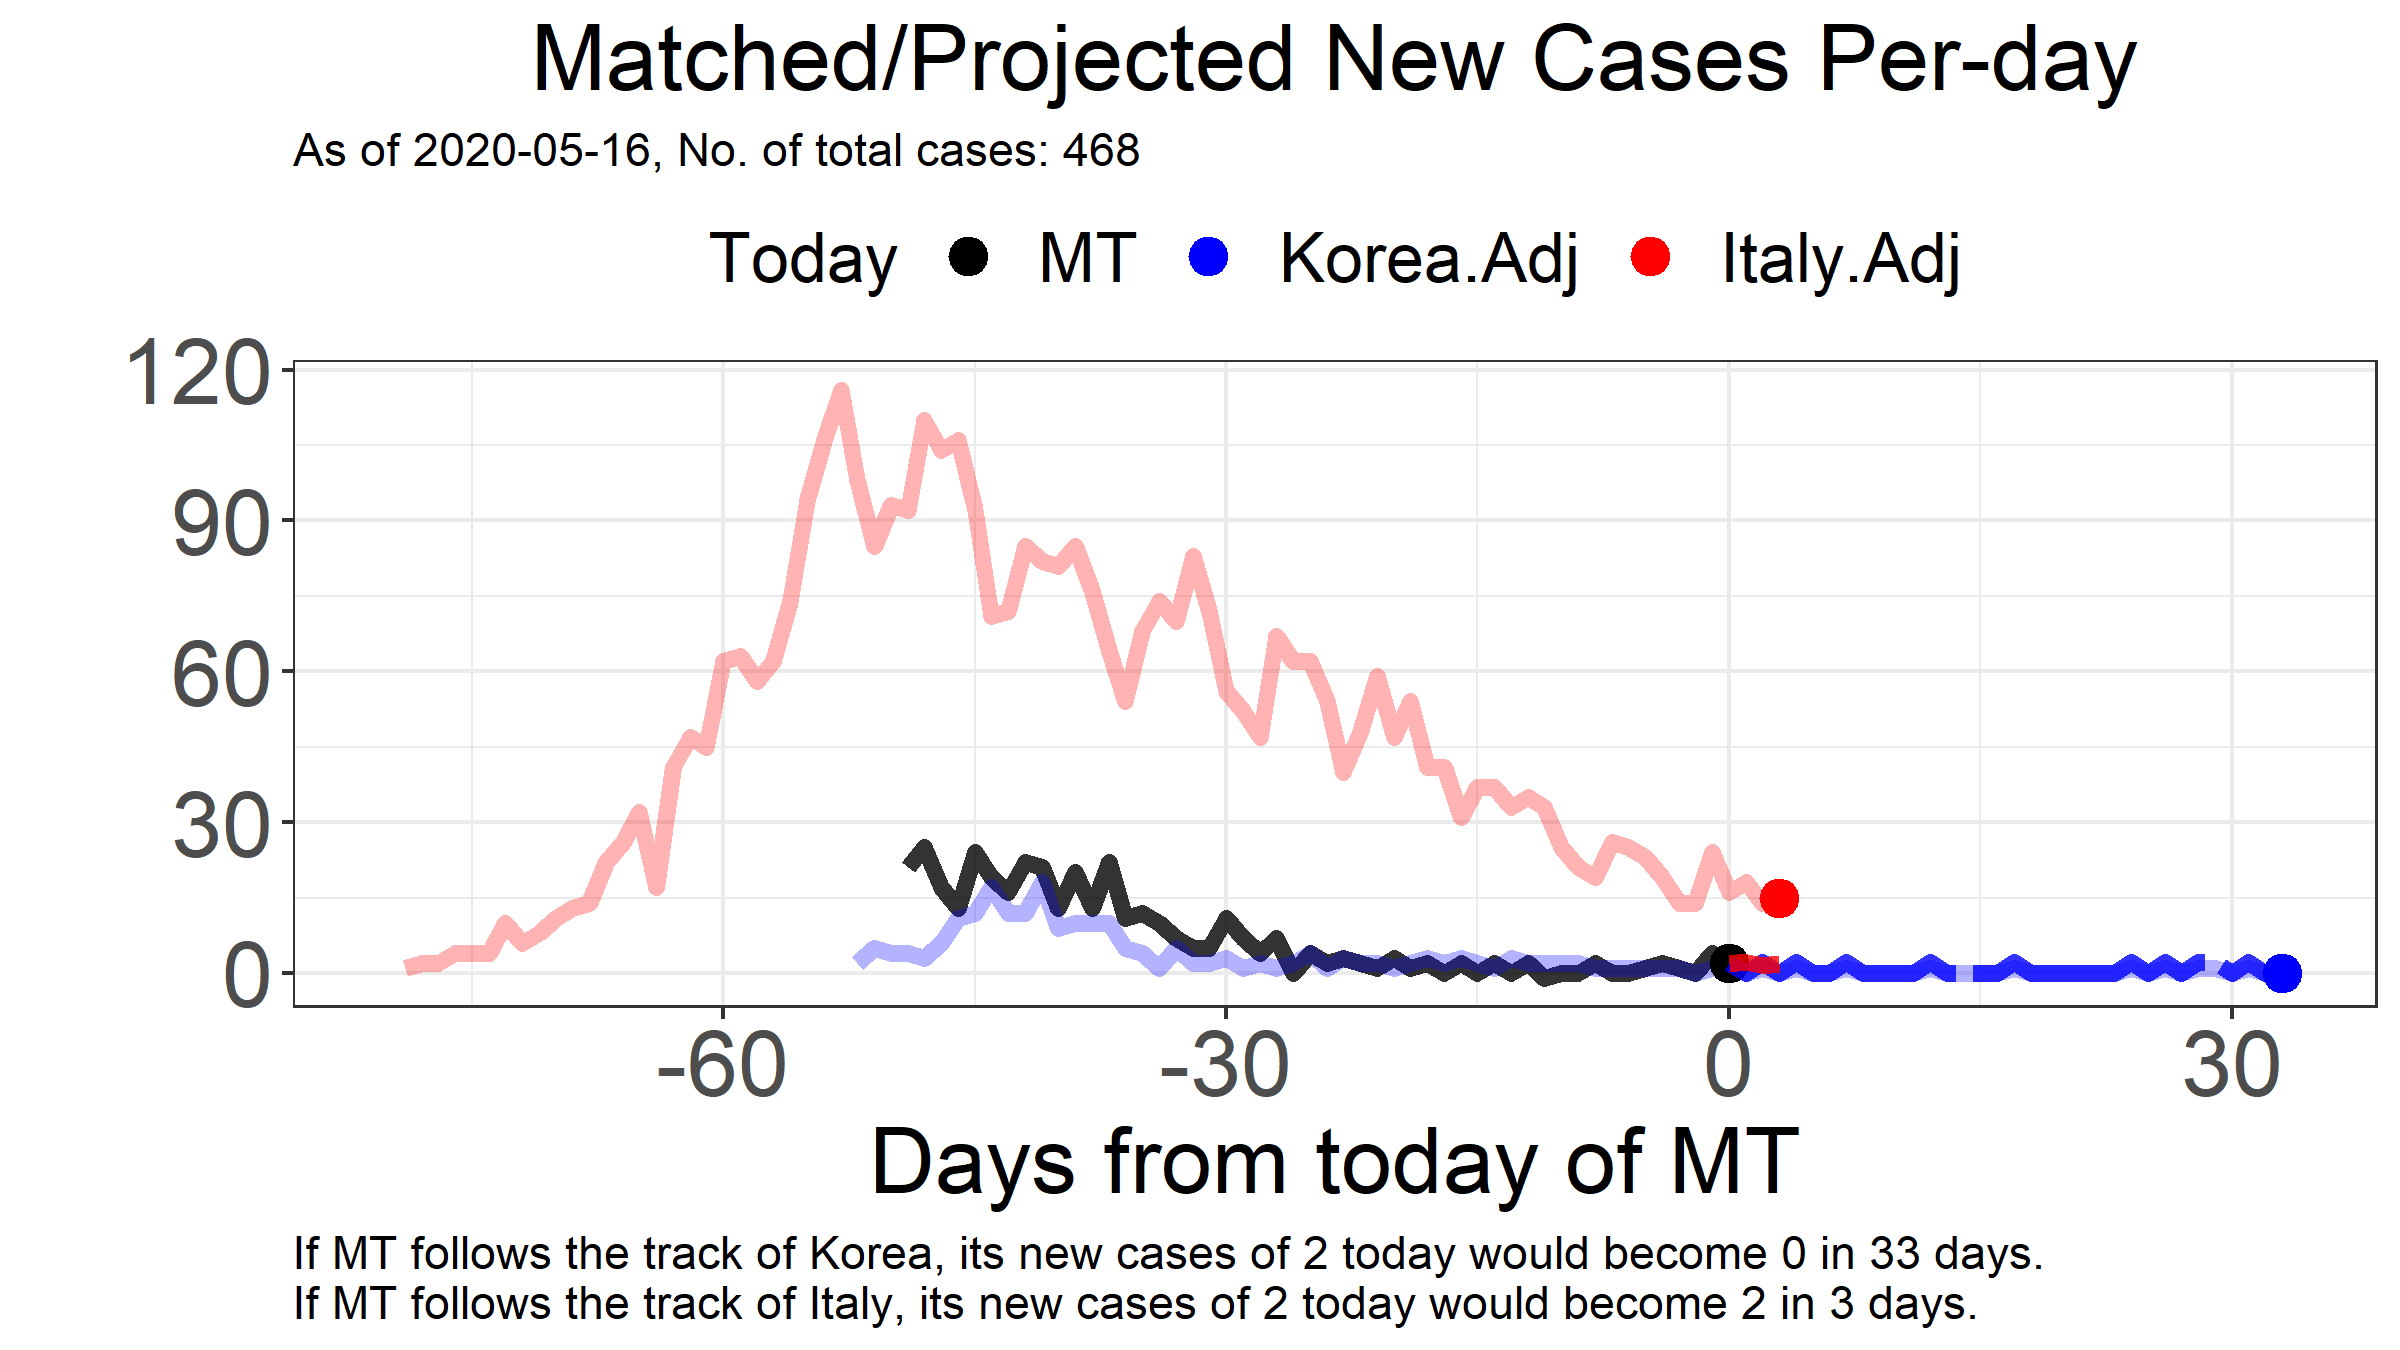 Matched/Projected New Cases Per-day
As of 2020-05-16, No. of total cases: 468
Today MT Korea.Adj Italy.Adj
120
90
60
30
0
-60 -30 0 30
Days from today of MT
If MT follows the track of Korea, its new cases of 2 today would become 0 in 33 days.
If MT follows the track of Italy, its new cases of 2 today would become 2 in 3 days.